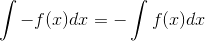 ∫ −f(x)dx = − ∫ f(x)dx